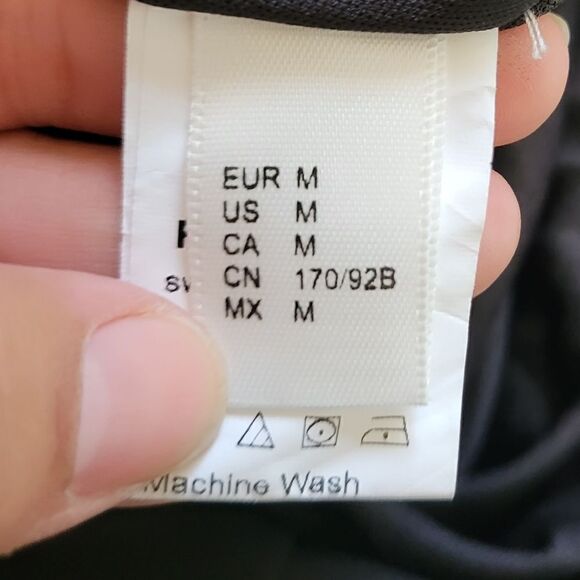 EUR M
US M
CA M
CN 170/92B
MX M
Machine Wash